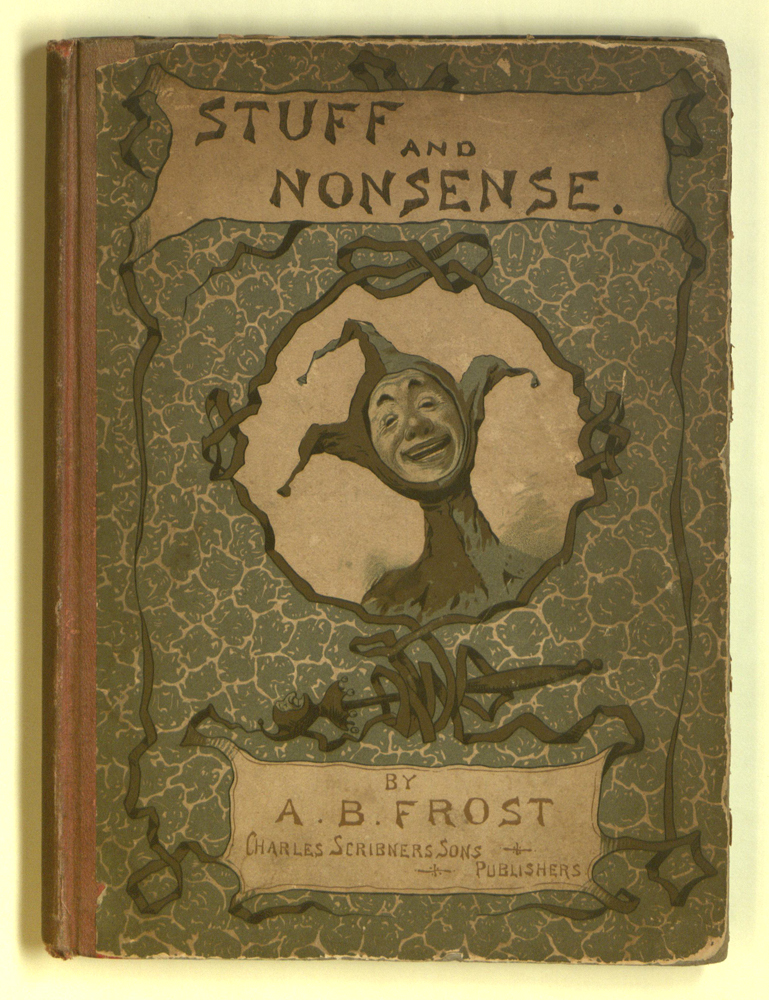 STUFF
AND
NONSENSE.
BY
A. B. FROST
CHARLES SCRIBNERS SONS
PUBLISHERS